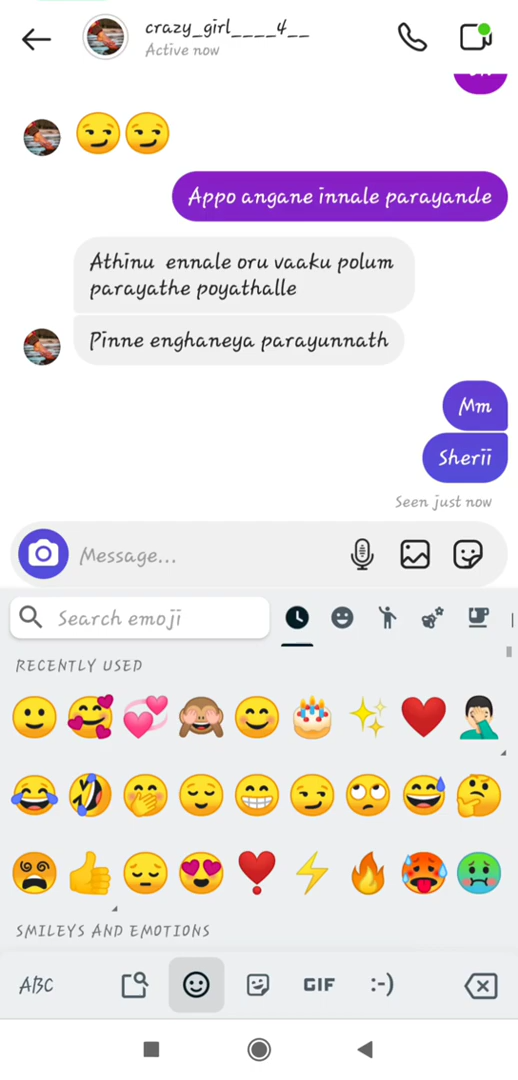 crazy_girl____4__
Active now
Appo angane innale parayande
Athinu ennale oru vaaku polum
parayathe poyathalle
Pinne enghaneya parayunnath
Mm
Sherii
Seen just now
Message...
Search emoji
RECENTLY USED
SMILEYS AND EMOTIONS
ABC
GIF
:-)